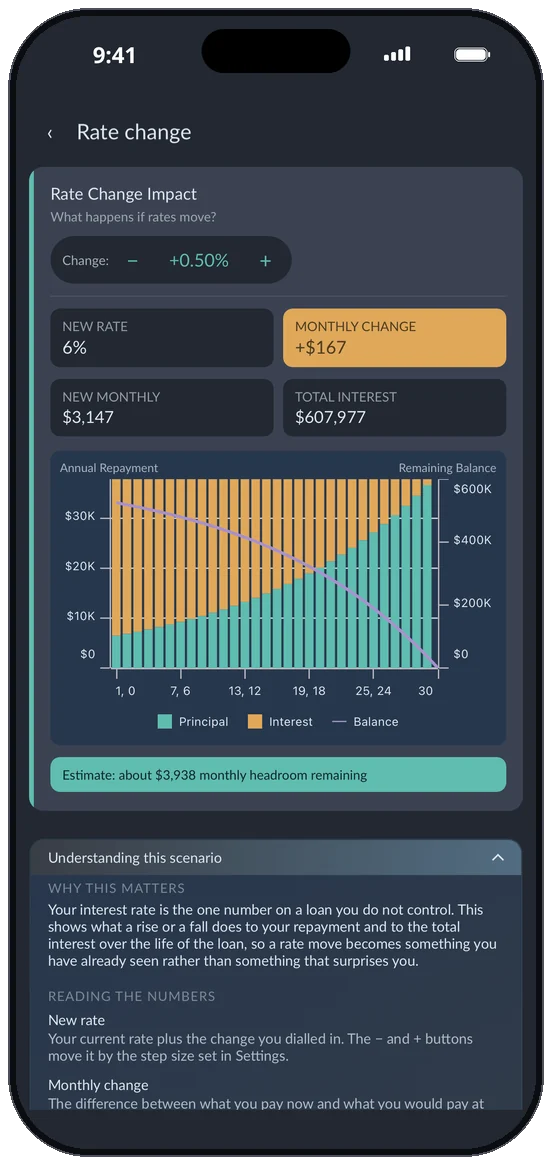 9:41
‹ Rate change
Rate Change Impact
What happens if rates move?
Change: − +0.50% +
NEW RATE
6%
MONTHLY CHANGE
+$167
NEW MONTHLY
$3,147
TOTAL INTEREST
$607,977
Annual Repayment
Remaining Balance
$30K
$20K
$10K
$0
$600K
$400K
$200K
$0
1, 0 7, 6 13, 12 19, 18 25, 24 30
Principal Interest Balance
Estimate: about $3,938 monthly headroom remaining
Understanding this scenario
WHY THIS MATTERS
Your interest rate is the one number on a loan you do not control. This
shows what a rise or a fall does to your repayment and to the total
interest over the life of the loan, so a rate move becomes something you
have already seen rather than something that surprises you.
READING THE NUMBERS
New rate
Your current rate plus the change you dialled in. The − and + buttons
move it by the step size set in Settings.
Monthly change
The difference between what you pay now and what you would pay at